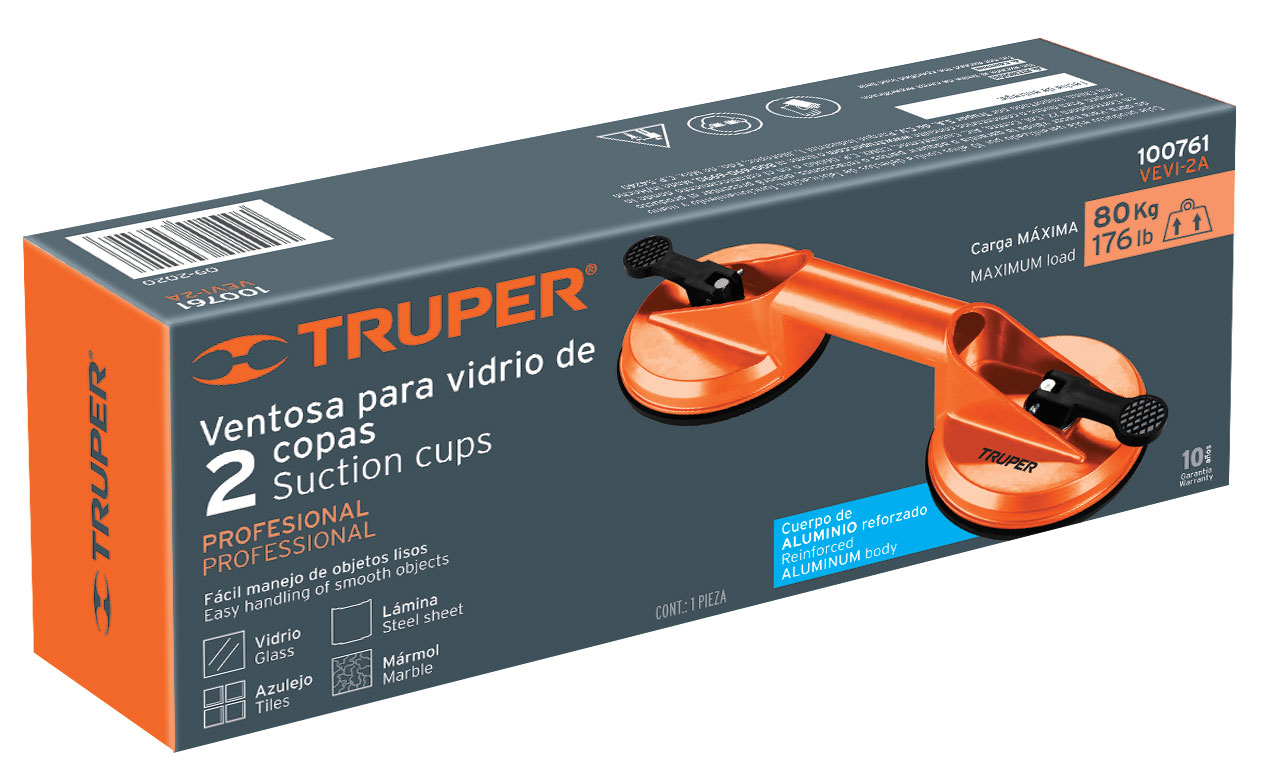 TRUPER®
Ventosa para vidrio de
2 copas
Suction cups
PROFESIONAL
PROFESSIONAL
Fácil manejo de objetos lisos
Easy handling of smooth objects
Vidrio
Glass
Lámina
Steel sheet
Azulejo
Tiles
Mármol
Marble
CONT.: 1 PIEZA
Cuerpo de
ALUMINIO reforzado
Reinforced
ALUMINUM body
100761
VEVI-2A
Carga MÁXIMA
MAXIMUM load
80 Kg
176 lb
TRUPER
10 años
Garantía
Warranty
TRUPER®
100761
VEVI-2A
09-2020